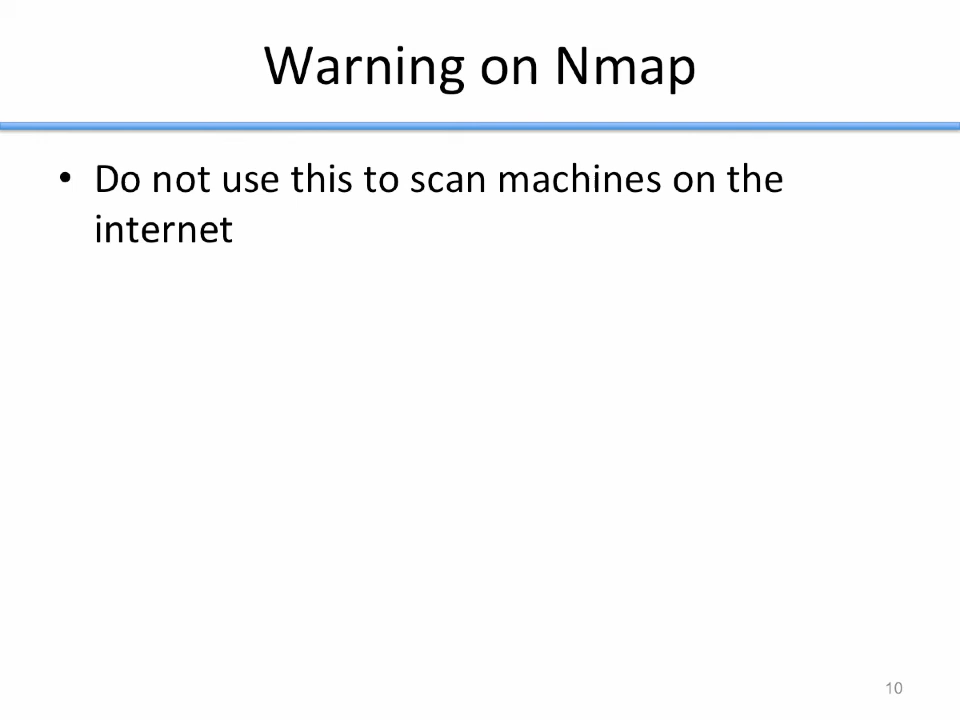 Warning on Nmap
• Do not use this to scan machines on the
internet
10